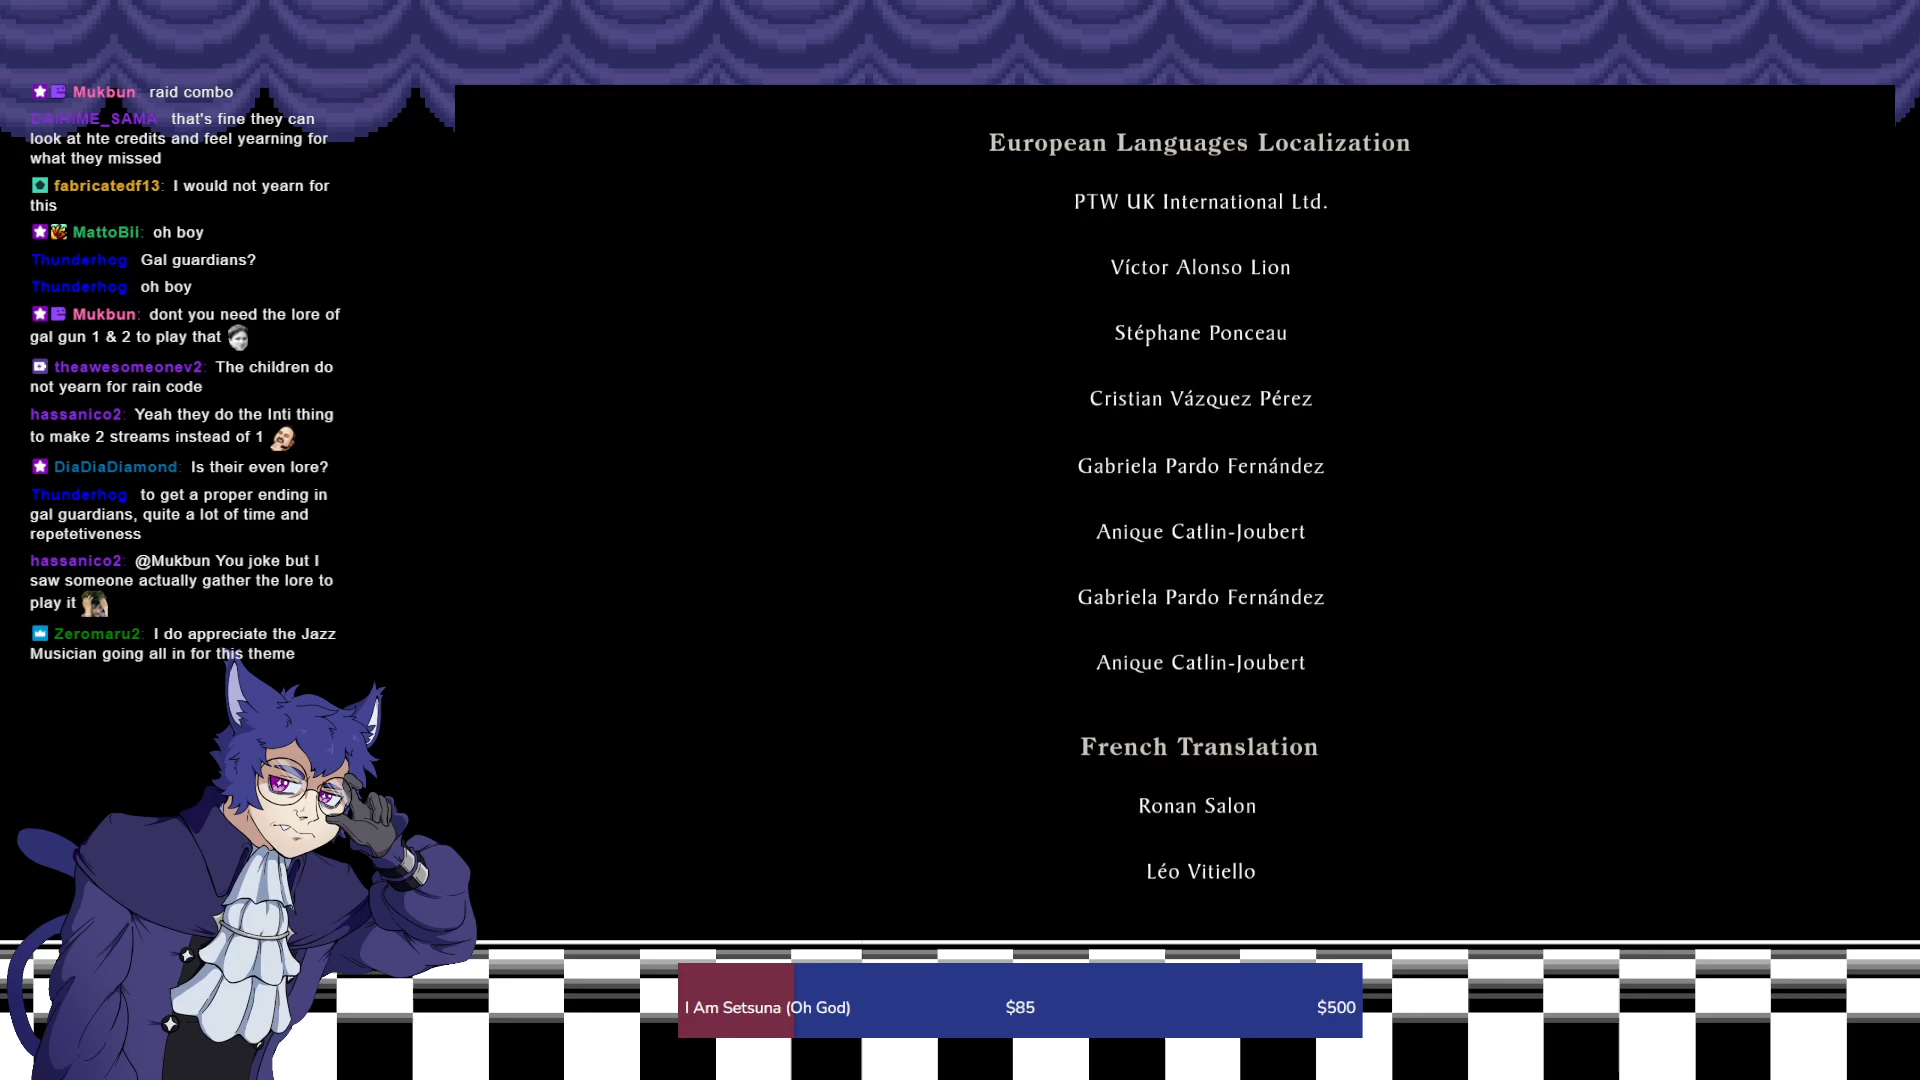 Mukbun: raid combo
DAIHIME_SAMA that's fine they can
look at hte credits and feel yearning for
what they missed
fabricatedf13: I would not yearn for
this
MattoBii: oh boy
Thunderhog Gal guardians?
Thunderhog oh boy
Mukbun: dont you need the lore of
gal gun 1 & 2 to play that
theawesomeonev2: The children do
not yearn for rain code
hassanico2: Yeah they do the Inti thing
to make 2 streams instead of 1
DiaDiaDiamond: Is their even lore?
Thunderhog to get a proper ending in
gal guardians, quite a lot of time and
repetetiveness
hassanico2: @Mukbun You joke but I
saw someone actually gather the lore to
play it
Zeromaru2: I do appreciate the Jazz
Musician going all in for this theme
European Languages Localization
PTW UK International Ltd.
Víctor Alonso Lion
Stéphane Ponceau
Cristian Vázquez Pérez
Gabriela Pardo Fernández
Anique Catlin-Joubert
Gabriela Pardo Fernández
Anique Catlin-Joubert
French Translation
Ronan Salon
Léo Vitiello
I Am Setsuna (Oh God) $85 $500